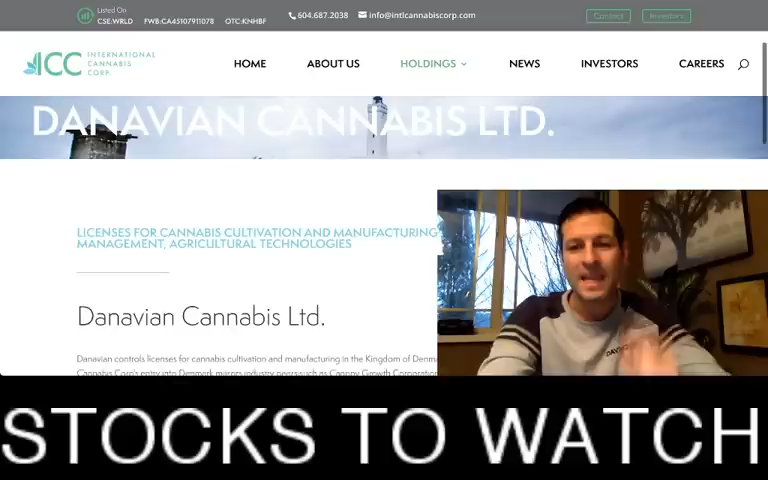 Listed On
CSE:WRLD FWB:CA45107911078 OTC:KNHBF
604.687.2038 info@intlcannabiscorp.com
Contact Investors
ICC INTERNATIONAL CANNABIS CORP.
HOME ABOUT US HOLDINGS NEWS INVESTORS CAREERS
DANAVIAN CANNABIS LTD.
LICENSES FOR CANNABIS CULTIVATION AND MANUFACTURING
MANAGEMENT, AGRICULTURAL TECHNOLOGIES
Danavian Cannabis Ltd.
Danavian controls licenses for cannabis cultivation and manufacturing in the Kingdom of Denm
Cannabis Corp's entry into Denmark mirrors industry peers such as Canopy Growth Corporation
STOCKS TO WATCH